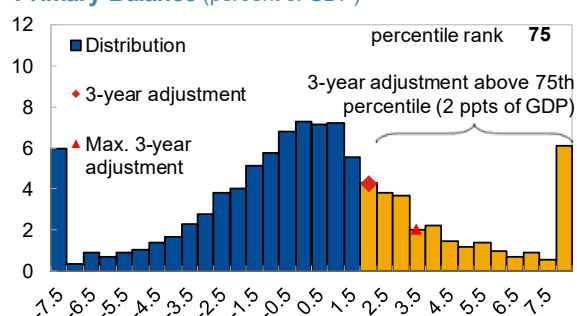 Primary Balance (percent of GDP)
12
10
8
6
4
2
0
Distribution
3-year adjustment
Max. 3-year
adjustment
percentile rank 75
3-year adjustment above 75th
percentile (2 ppts of GDP)
-7.5
-6.5
-5.5
-4.5
-3.5
-2.5
-1.5
-0.5
0.5
1.5
2.5
3.5
4.5
5.5
6.5
7.5